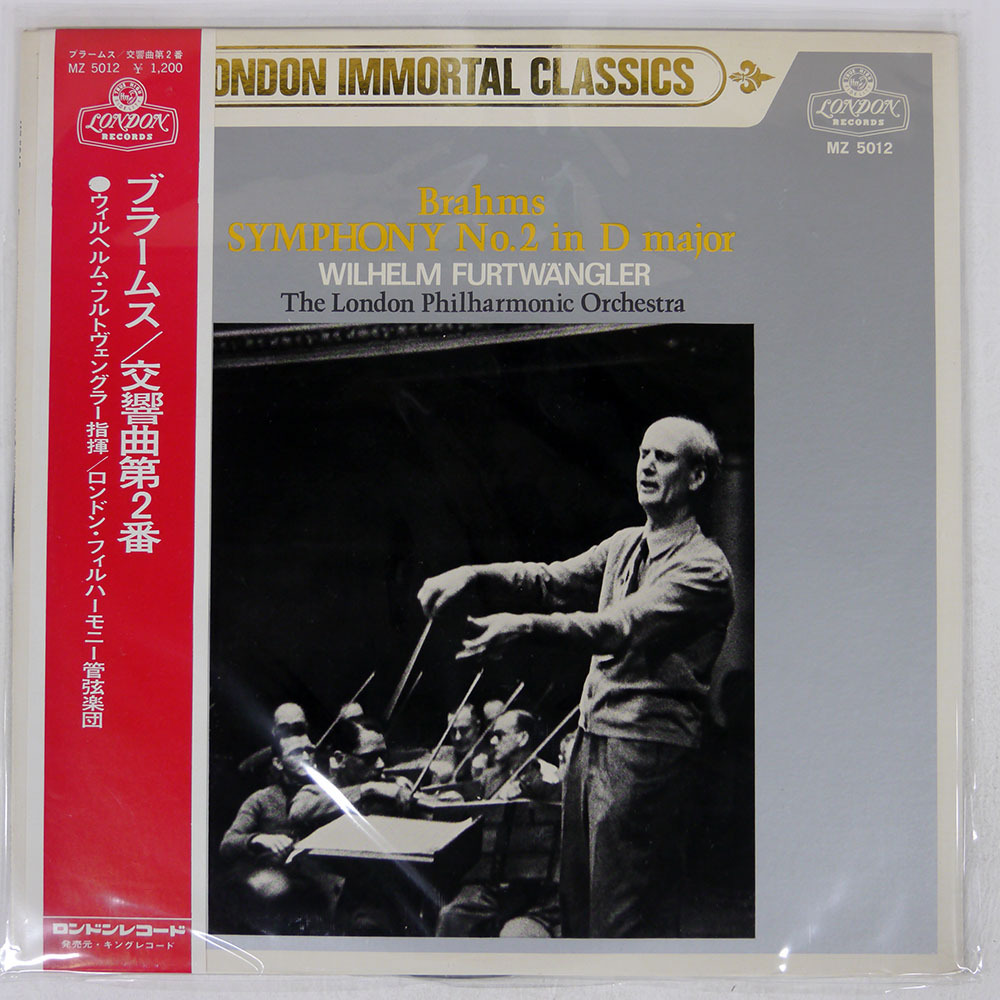 ブラームス/交響曲第2番
MZ 5012 ¥ 1,200
LONDON
RECORDS
ブラームス/交響曲第2番
●ウィルヘルム・フルトヴェングラー指揮/ロンドン・フィルハーモニー管弦楽団
ロンドンレコード
発売元・キングレコード
ONDON IMMORTAL CLASSICS
LONDON
RECORDS
MZ 5012
Brahms
SYMPHONY No.2 in D major
WILHELM FURTWÄNGLER
The London Philharmonic Orchestra